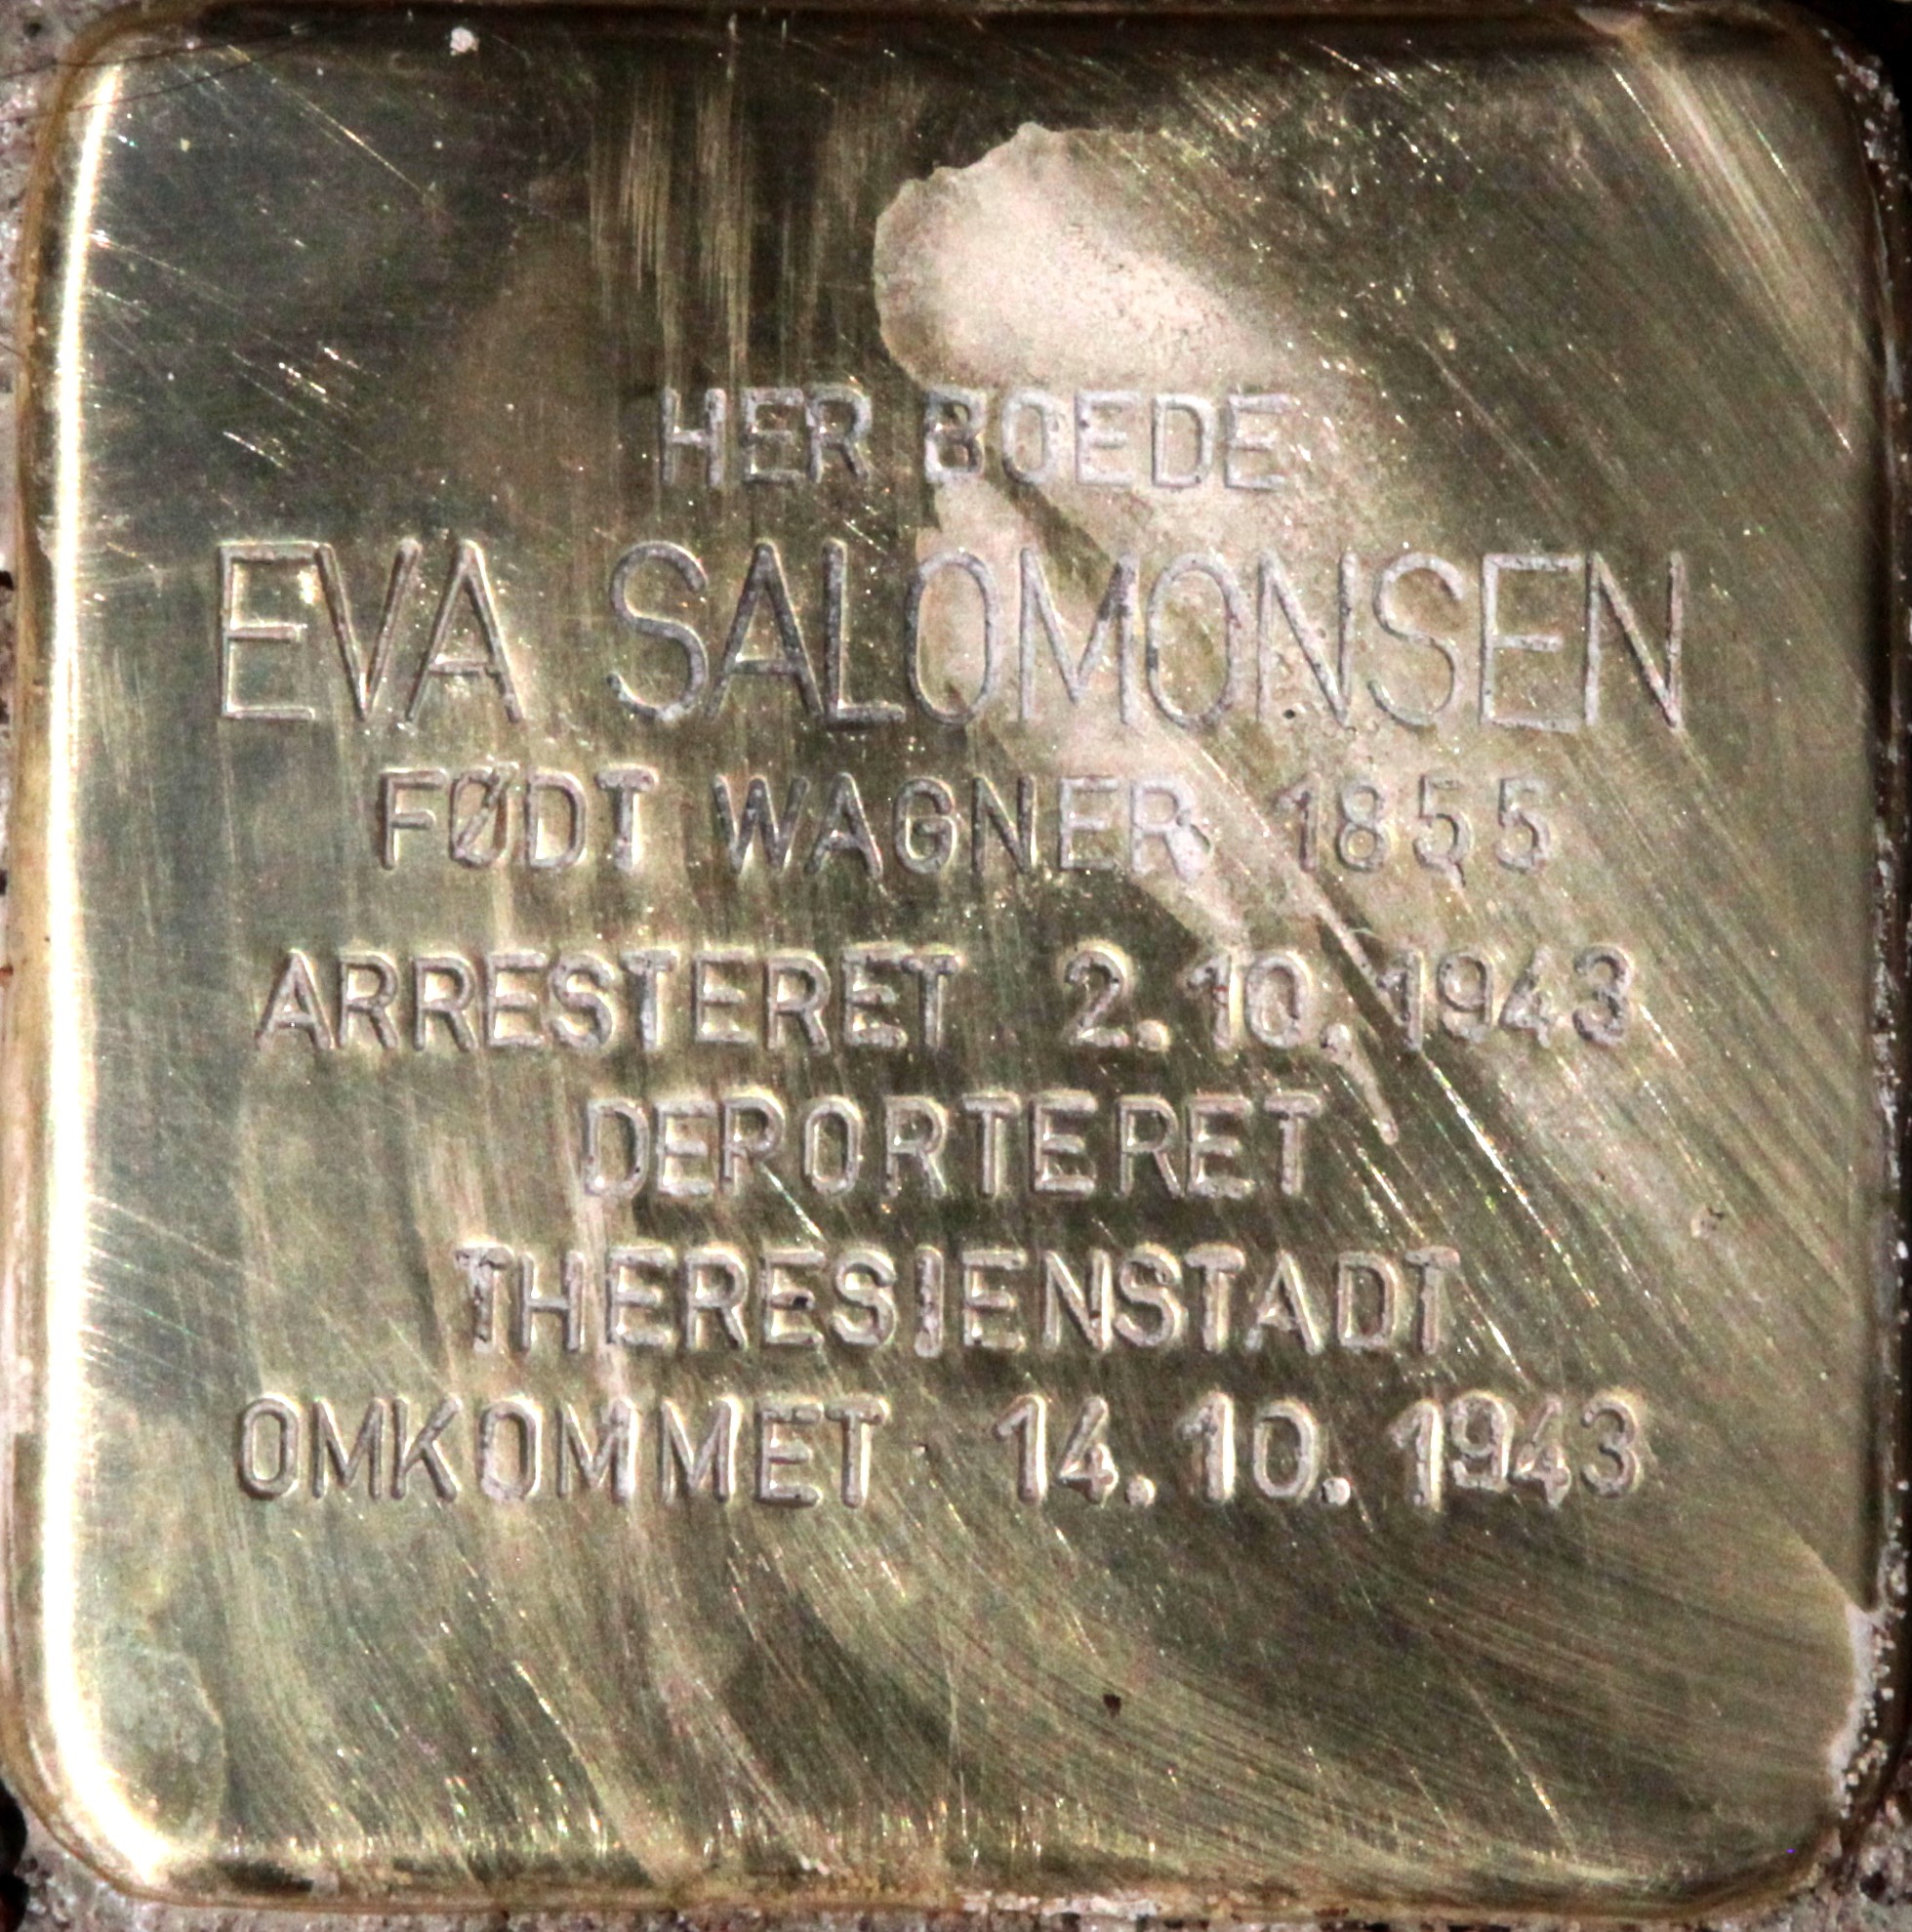 HER BOEDE
EVA SALOMONSEN
FØDT WAGNER 1855
ARRESTERET 2.10.1943
DEPORTERET
THERESIENSTADT
OMKOMMET 14.10.1943